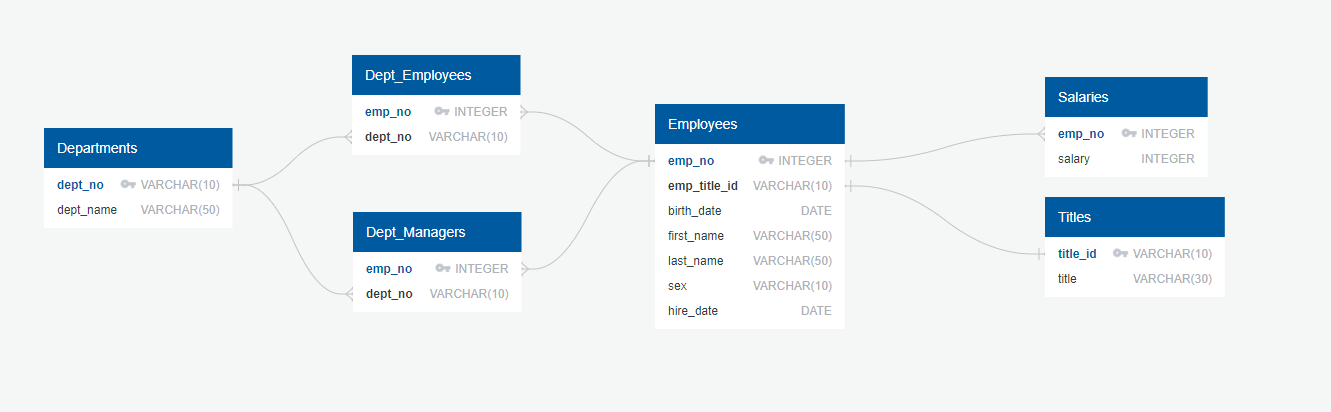 Departments
dept_no VARCHAR(10)
dept_name VARCHAR(50)
Dept_Employees
emp_no INTEGER
dept_no VARCHAR(10)
Dept_Managers
emp_no INTEGER
dept_no VARCHAR(10)
Employees
emp_no INTEGER
emp_title_id VARCHAR(10)
birth_date DATE
first_name VARCHAR(50)
last_name VARCHAR(50)
sex VARCHAR(10)
hire_date DATE
Salaries
emp_no INTEGER
salary INTEGER
Titles
title_id VARCHAR(10)
title VARCHAR(30)